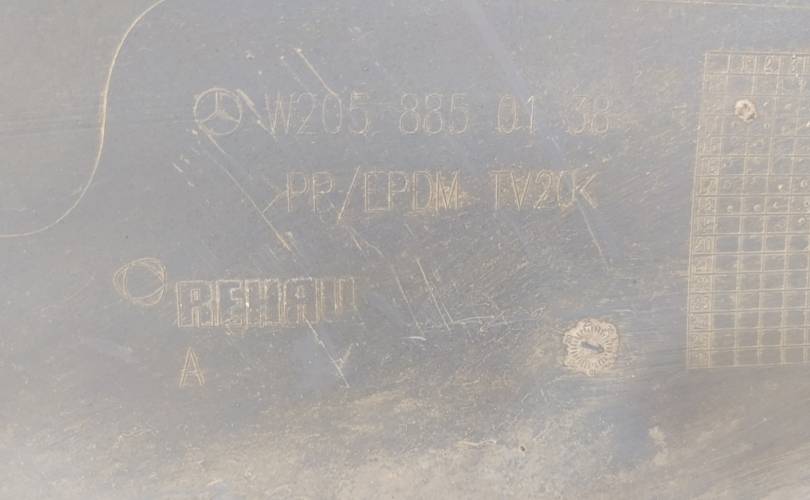 W205 885 01 38
>PP/EPDM TV20<
REHAU
A